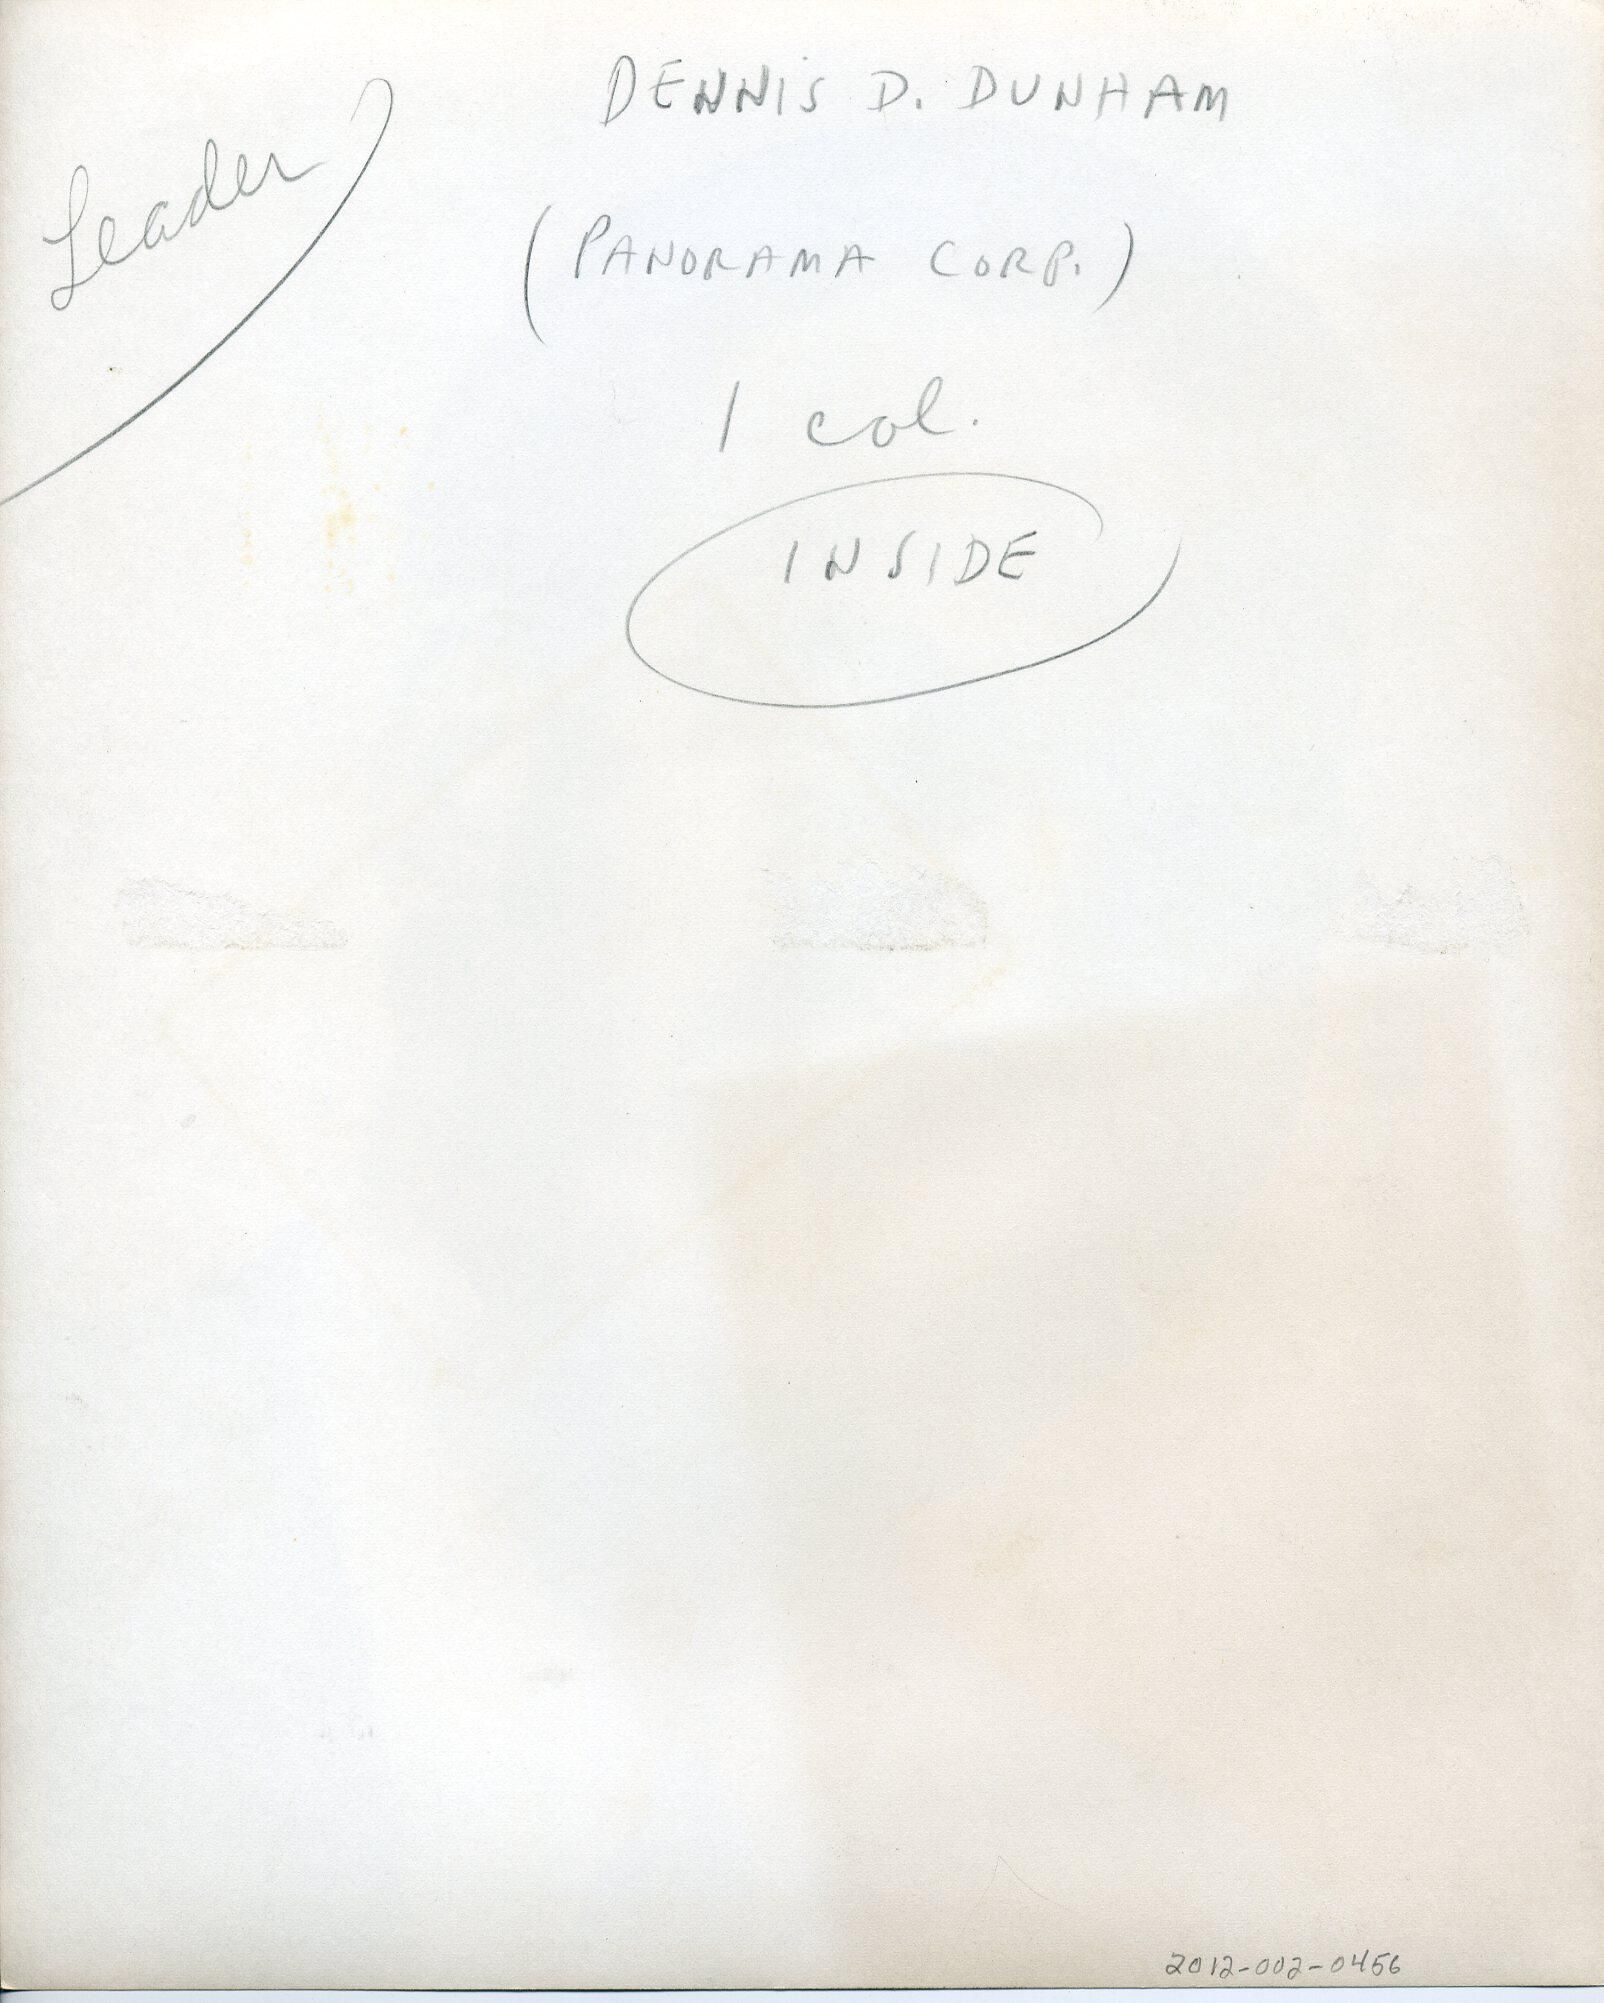 Leader
DENNIS D. DUNHAM
(PANORAMA CORP.)
1 col.
INSIDE
2012-002-0456